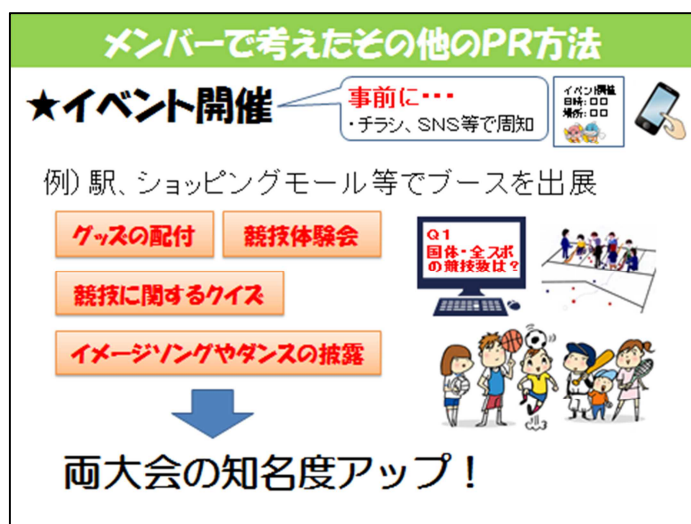 メンバーで考えたその他のPR方法
★イベント開催
事前に・・・
・チラシ、SNS等で周知
イベント開催
日時:□□
場所:□□
例）駅、ショッピングモール等でブースを出展
グッズの配付
競技体験会
競技に関するクイズ
イメージソングやダンスの披露
Q1
国体・全スポ
の競技数は？
両大会の知名度アップ！